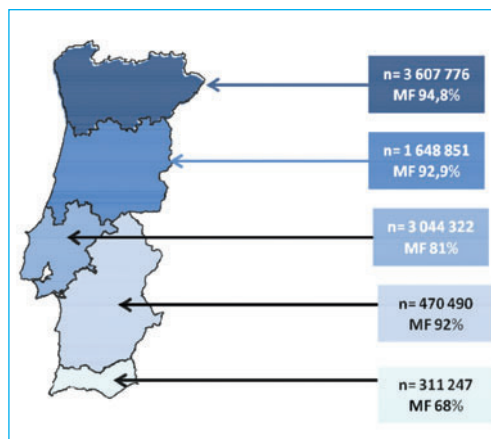 n= 3 607 776
MF 94,8%
n= 1 648 851
MF 92,9%
n= 3 044 322
MF 81%
n= 470 490
MF 92%
n= 311 247
MF 68%